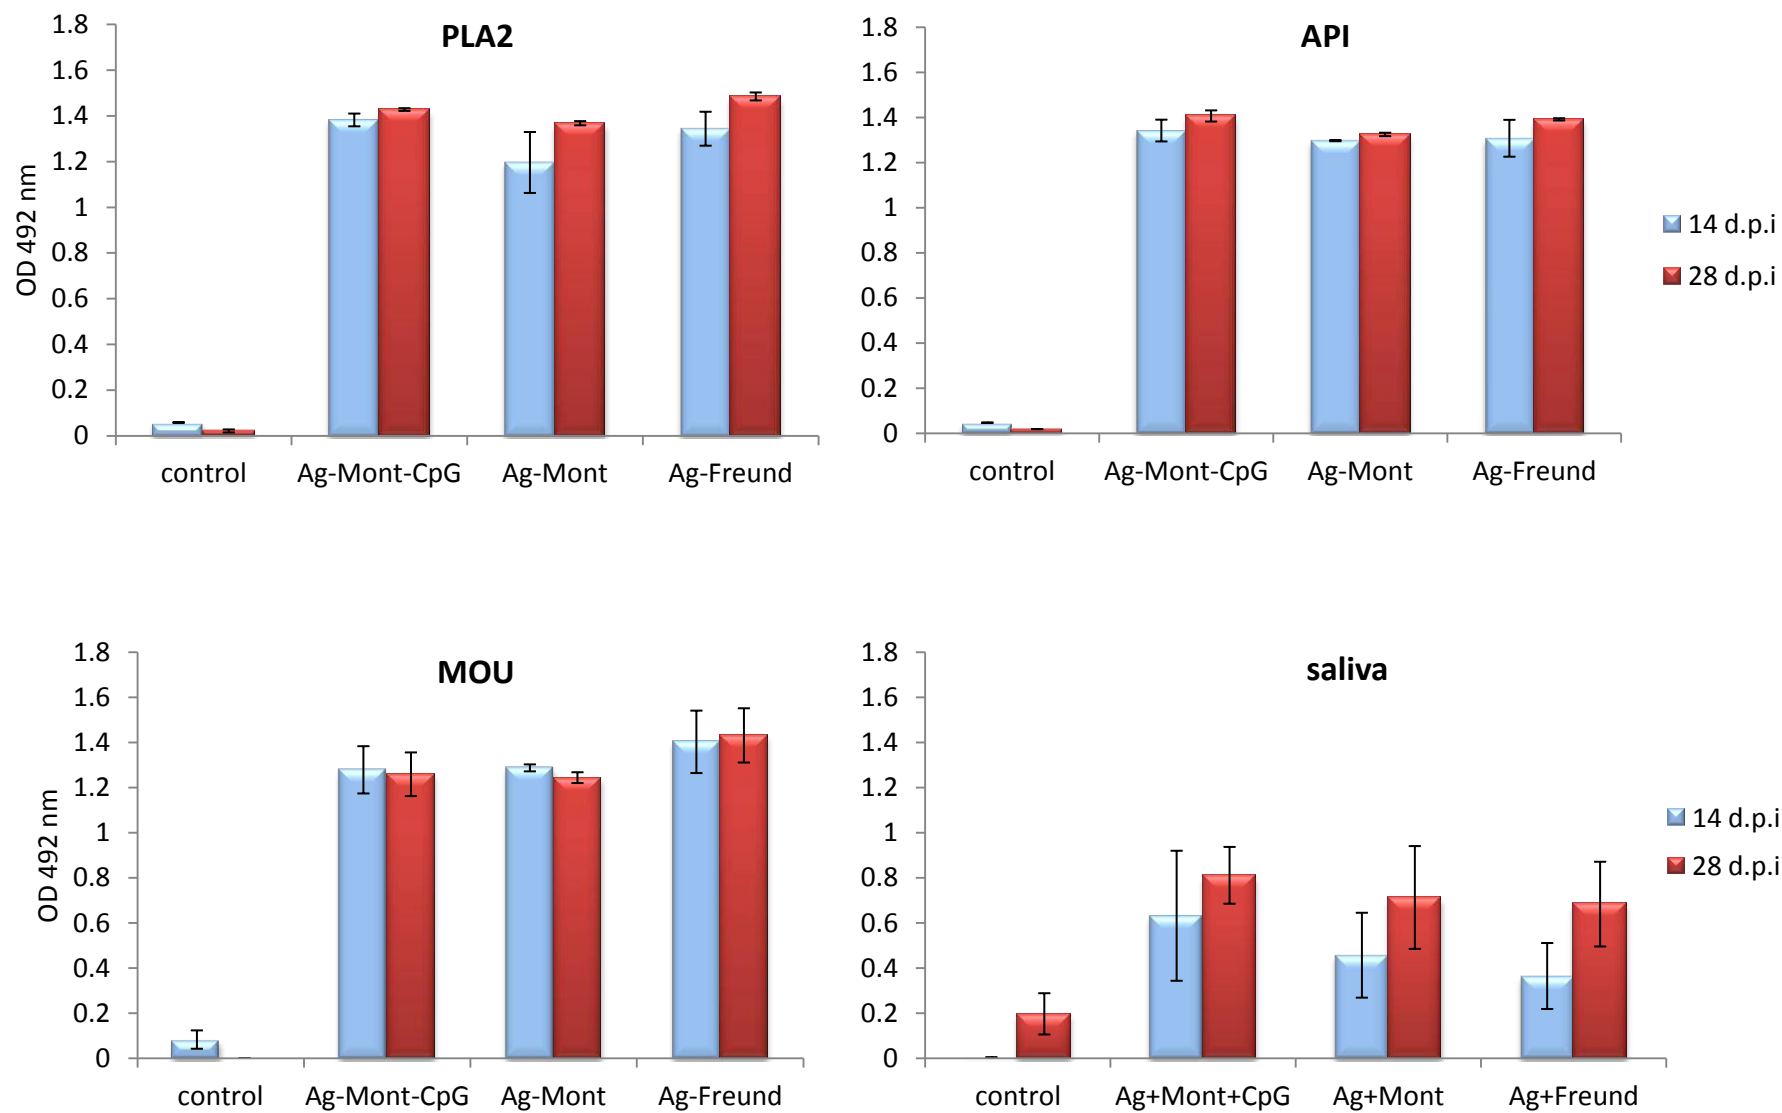 PLA2
1.8
1.6
1.4
1.2
1
0.8
0.6
0.4
0.2
0
OD 492 nm
control Ag-Mont-CpG Ag-Mont Ag-Freund
API
1.8
1.6
1.4
1.2
1
0.8
0.6
0.4
0.2
0
control Ag-Mont-CpG Ag-Mont Ag-Freund
14 d.p.i
28 d.p.i
MOU
1.8
1.6
1.4
1.2
1
0.8
0.6
0.4
0.2
0
OD 492 nm
control Ag-Mont-CpG Ag-Mont Ag-Freund
saliva
1.8
1.6
1.4
1.2
1
0.8
0.6
0.4
0.2
0
control Ag+Mont+CpG Ag+Mont Ag+Freund
14 d.p.i
28 d.p.i